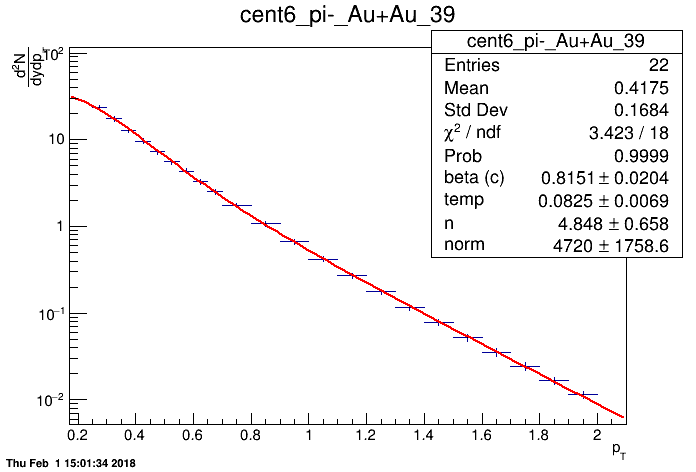 cent6_pi-_Au+Au_39
cent6_pi-_Au+Au_39
Entries 22
Mean 0.4175
Std Dev 0.1684
χ² / ndf 3.423 / 18
Prob 0.9999
beta (c) 0.8151 ± 0.0204
temp 0.0825 ± 0.0069
n 4.848 ± 0.658
norm 4720 ± 1758.6
d²N
dydp
10²
10
1
10⁻¹
10⁻²
0.2 0.4 0.6 0.8 1 1.2 1.4 1.6 1.8 2
p_T
Thu Feb 1 15:01:34 2018